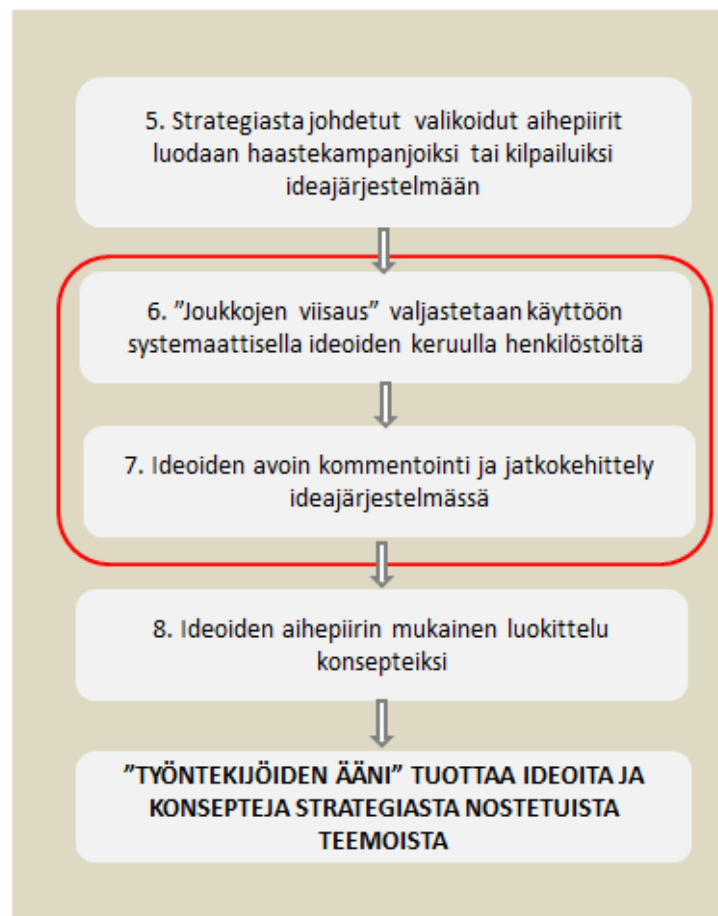 5. Strategiasta johdetut valikoidut aihepiirit
luodaan haastekampanjoiksi tai kilpailuiksi
ideajärjestelmään
6. ”Joukkojen viisaus” valjastetaan käyttöön
systemaattisella ideoiden keruulla henkilöstöltä
7. Ideoiden avoin kommentointi ja jatkokehittely
ideajärjestelmässä
8. Ideoiden aihepiirin mukainen luokittelu
konsepteiksi
”TYÖNTEKIJÖIDEN ÄÄNI” TUOTTAA IDEOITA JA
KONSEPTEJA STRATEGIASTA NOSTETUISTA
TEEMOISTA